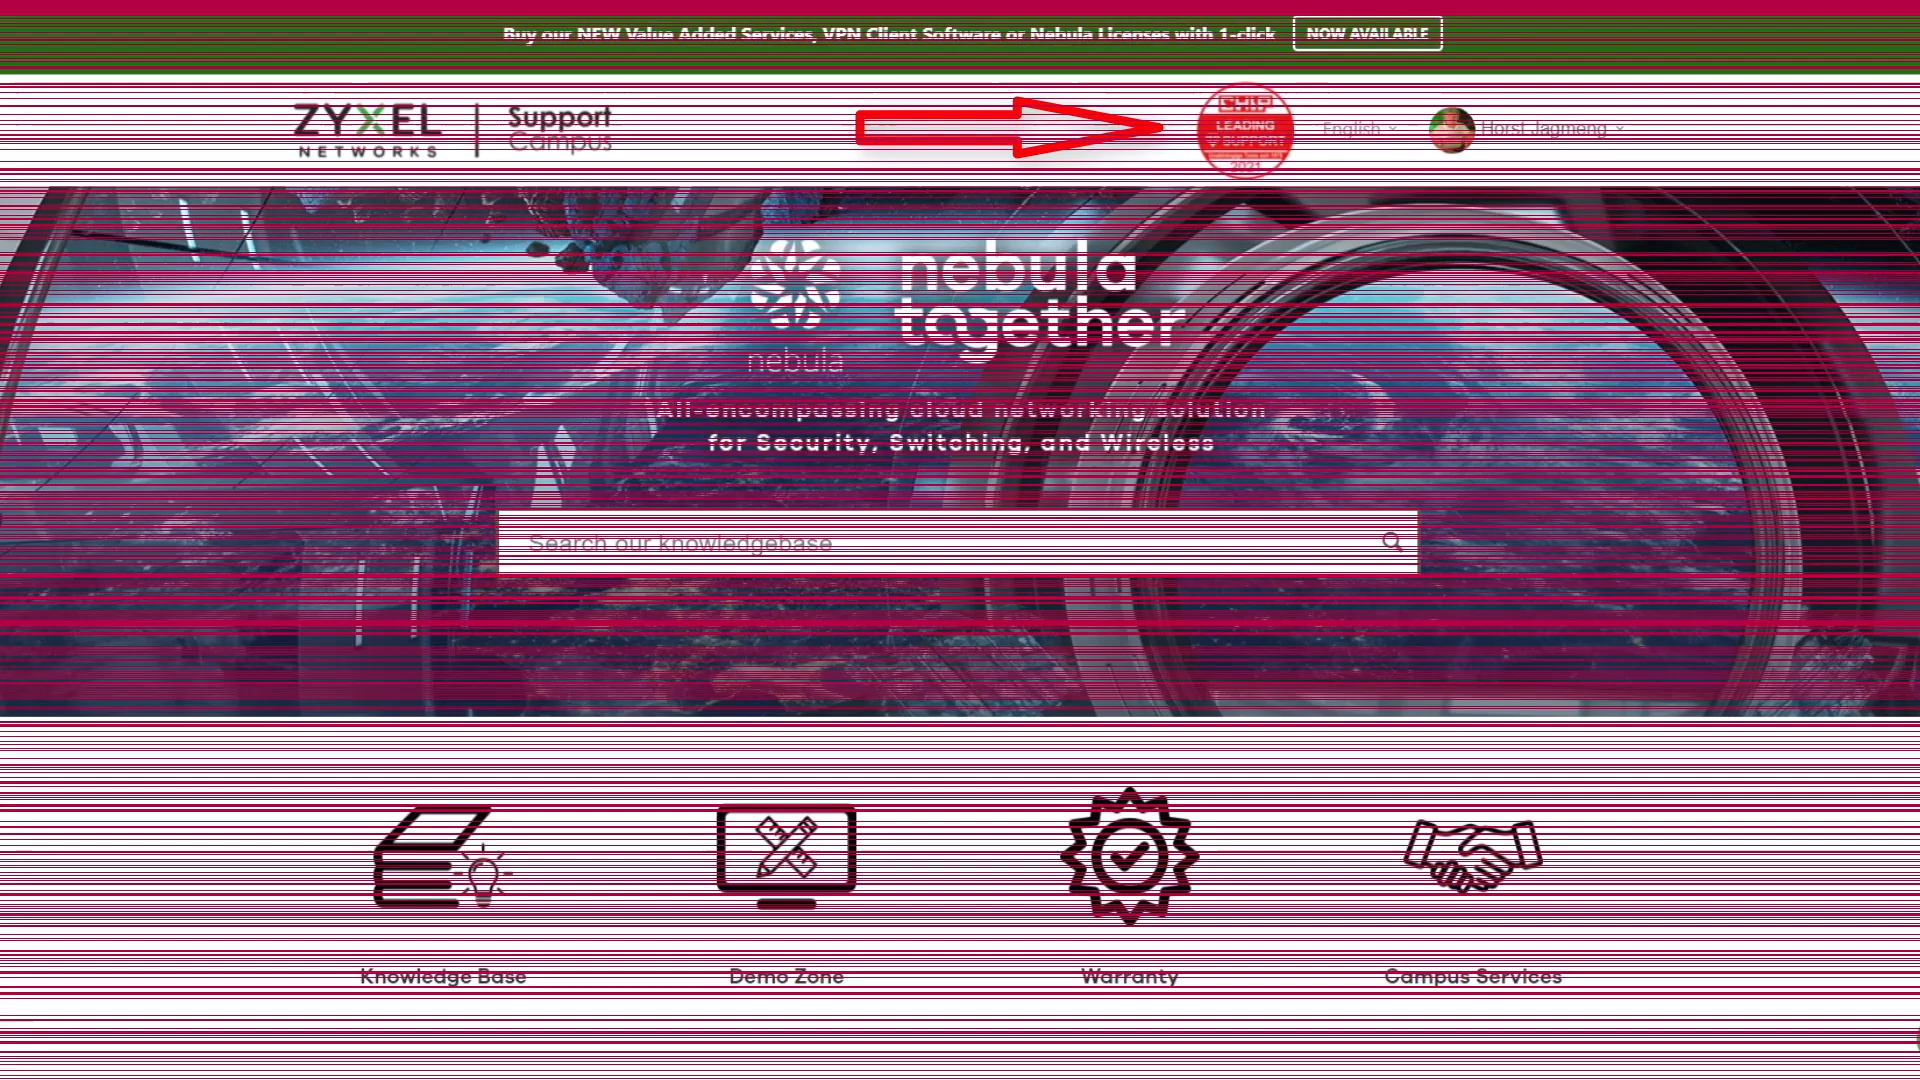 Buy our NEW Value Added Services, VPN Client Software or Nebula Licenses with 1-click NOW AVAILABLE
ZYXEL NETWORKS
Support Campus
CHIP
LEADING
SUPPORT
2021
English
Horst Jagmeng
nebula
nebula
together
All-encompassing cloud networking solution
for Security, Switching, and Wireless
Search our knowledgebase
Knowledge Base
Demo Zone
Warranty
Campus Services